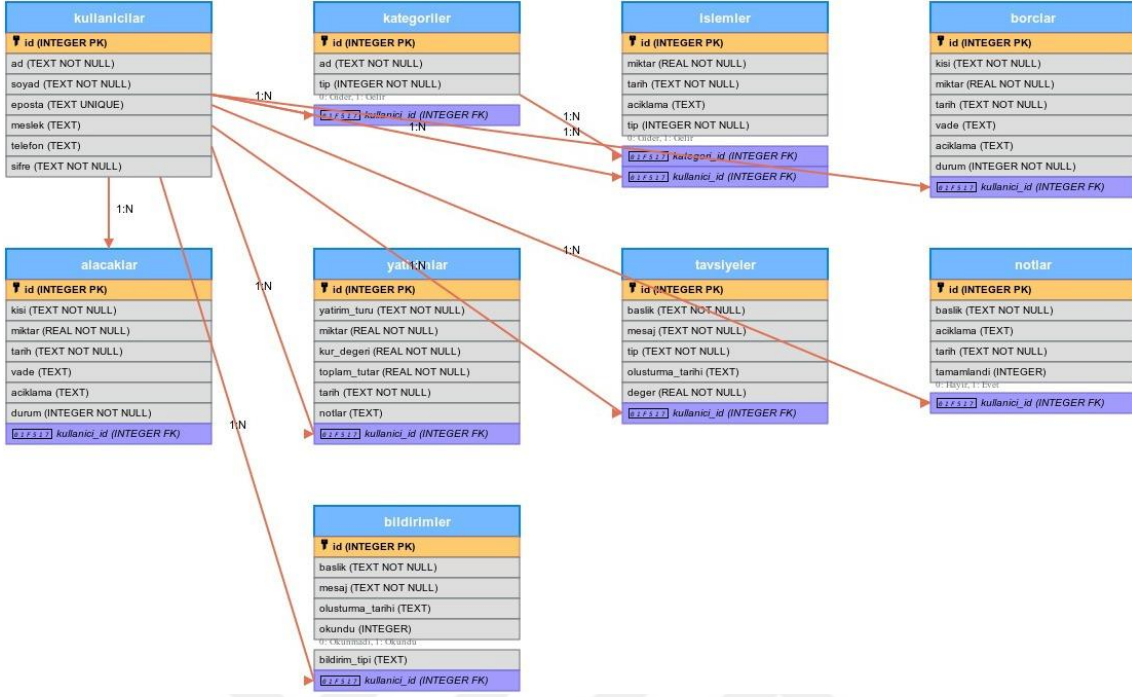 kullanicilar
id (INTEGER PK)
ad (TEXT NOT NULL)
soyad (TEXT NOT NULL)
eposta (TEXT UNIQUE)
meslek (TEXT)
telefon (TEXT)
sifre (TEXT NOT NULL)
kategoriler
id (INTEGER PK)
ad (TEXT NOT NULL)
tip (INTEGER NOT NULL)
0: Gider, 1: Gelir
01F517 kullanici_id (INTEGER FK)
islemler
id (INTEGER PK)
miktar (REAL NOT NULL)
tarih (TEXT NOT NULL)
aciklama (TEXT)
tip (INTEGER NOT NULL)
0: Gider, 1: Gelir
01F517 kategori_id (INTEGER FK)
01F517 kullanici_id (INTEGER FK)
borclar
id (INTEGER PK)
kisi (TEXT NOT NULL)
miktar (REAL NOT NULL)
tarih (TEXT NOT NULL)
vade (TEXT)
aciklama (TEXT)
durum (INTEGER NOT NULL)
01F517 kullanici_id (INTEGER FK)
1:N
1:N
1:N
1:N
1:N
1:N
1:N
1:N
1:N
alacaklar
id (INTEGER PK)
kisi (TEXT NOT NULL)
miktar (REAL NOT NULL)
tarih (TEXT NOT NULL)
vade (TEXT)
aciklama (TEXT)
durum (INTEGER NOT NULL)
01F517 kullanici_id (INTEGER FK)
yatirimlar
id (INTEGER PK)
yatirim_turu (TEXT NOT NULL)
miktar (REAL NOT NULL)
kur_degeri (REAL NOT NULL)
toplam_tutar (REAL NOT NULL)
tarih (TEXT NOT NULL)
notlar (TEXT)
01F517 kullanici_id (INTEGER FK)
tavsiyeler
id (INTEGER PK)
baslik (TEXT NOT NULL)
mesaj (TEXT NOT NULL)
tip (TEXT NOT NULL)
olusturma_tarihi (TEXT)
deger (REAL NOT NULL)
01F517 kullanici_id (INTEGER FK)
notlar
id (INTEGER PK)
baslik (TEXT NOT NULL)
aciklama (TEXT)
tarih (TEXT NOT NULL)
tamamlandi (INTEGER)
0: Hayir, 1: Evet
01F517 kullanici_id (INTEGER FK)
bildirimler
id (INTEGER PK)
baslik (TEXT NOT NULL)
mesaj (TEXT NOT NULL)
olusturma_tarihi (TEXT)
okundu (INTEGER)
0: Okunmadi, 1: Okundu
bildirim_tipi (TEXT)
01F517 kullanici_id (INTEGER FK)